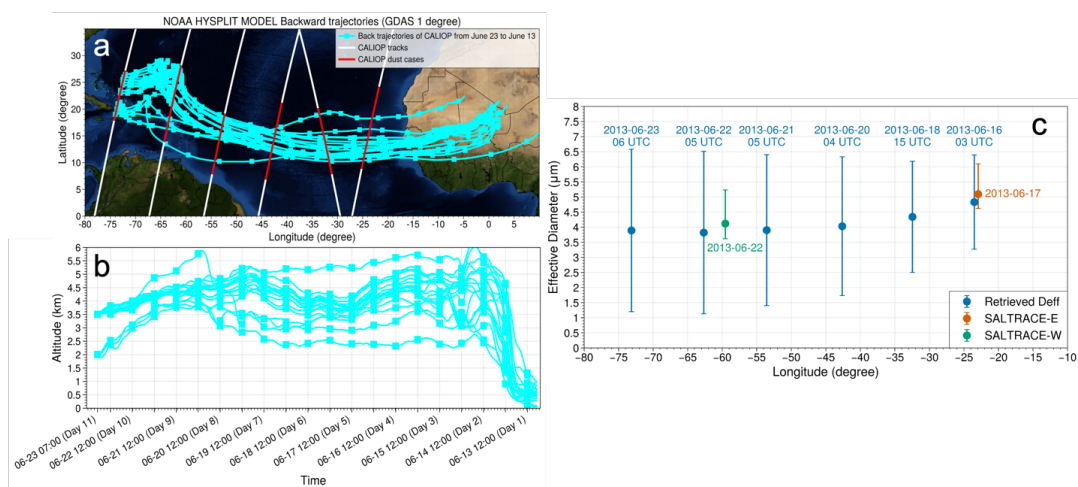 NOAA HYSPLIT MODEL Backward trajectories (GDAS 1 degree)
a
Back trajectories of CALIOP from June 23 to June 13
CALIOP tracks
CALIOP dust cases
Latitude (degree)
35
30
25
20
15
10
5
0
-80 -75 -70 -65 -60 -55 -50 -45 -40 -35 -30 -25 -20 -15 -10 -5 0 5
Longitude (degree)
b
Altitude (km)
6
5.5
5
4.5
4
3.5
3
2.5
2
1.5
1
0.5
0
06-23 07:00 (Day 11)
06-22 12:00 (Day 10)
06-21 12:00 (Day 9)
06-20 12:00 (Day 8)
06-19 12:00 (Day 7)
06-18 12:00 (Day 6)
06-17 12:00 (Day 5)
06-16 12:00 (Day 4)
06-15 12:00 (Day 3)
06-14 12:00 (Day 2)
06-13 12:00 (Day 1)
Time
c
Effective Diameter (μm)
8
7.5
7
6.5
6
5.5
5
4.5
4
3.5
3
2.5
2
1.5
1
0.5
0
2013-06-23 2013-06-22 2013-06-21 2013-06-20 2013-06-18 2013-06-16
06 UTC 05 UTC 05 UTC 04 UTC 15 UTC 03 UTC
2013-06-17
2013-06-22
Retrieved Deff
SALTRACE-E
SALTRACE-W
−80 −75 −70 −65 −60 −55 −50 −45 −40 −35 −30 −25 −20 −15 −10
Longitude (degree)